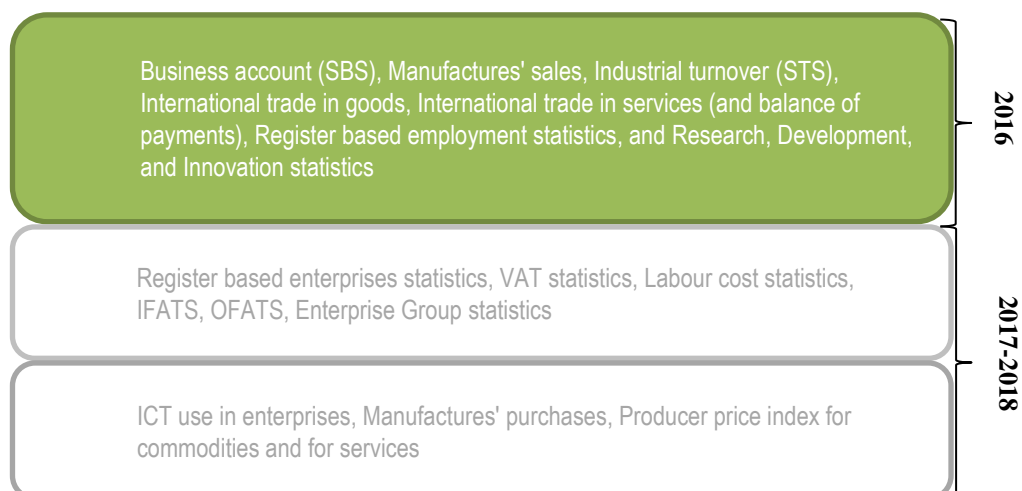 Business account (SBS), Manufactures' sales, Industrial turnover (STS),
International trade in goods, International trade in services (and balance of
payments), Register based employment statistics, and Research, Development,
and Innovation statistics
2016
Register based enterprises statistics, VAT statistics, Labour cost statistics,
IFATS, OFATS, Enterprise Group statistics
2017-2018
ICT use in enterprises, Manufactures' purchases, Producer price index for
commodities and for services